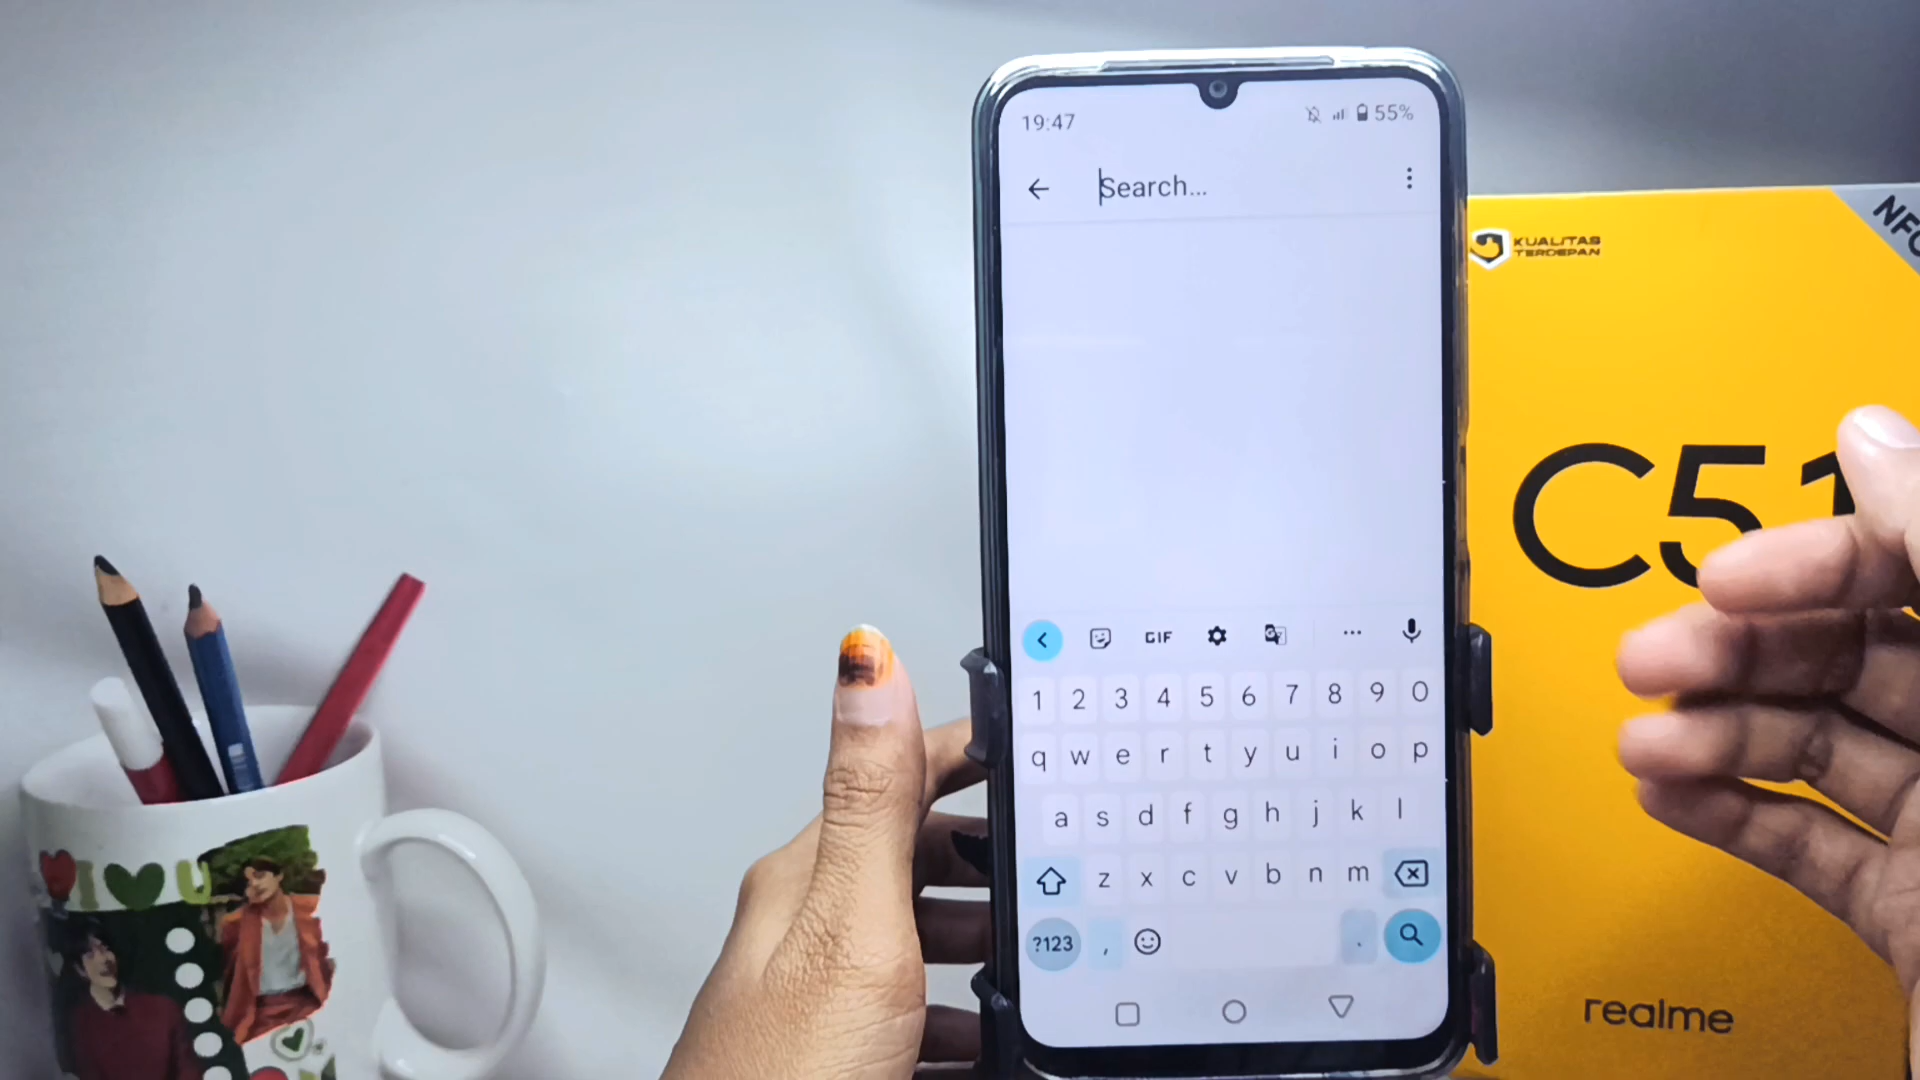 19:47
55%
Search...
GIF
1 2 3 4 5 6 7 8 9 0
q w e r t y u i o p
a s d f g h j k l
z x c v b n m
?123 , .
KUALITAS
TERDEPAN
NFC
C51
realme
I U